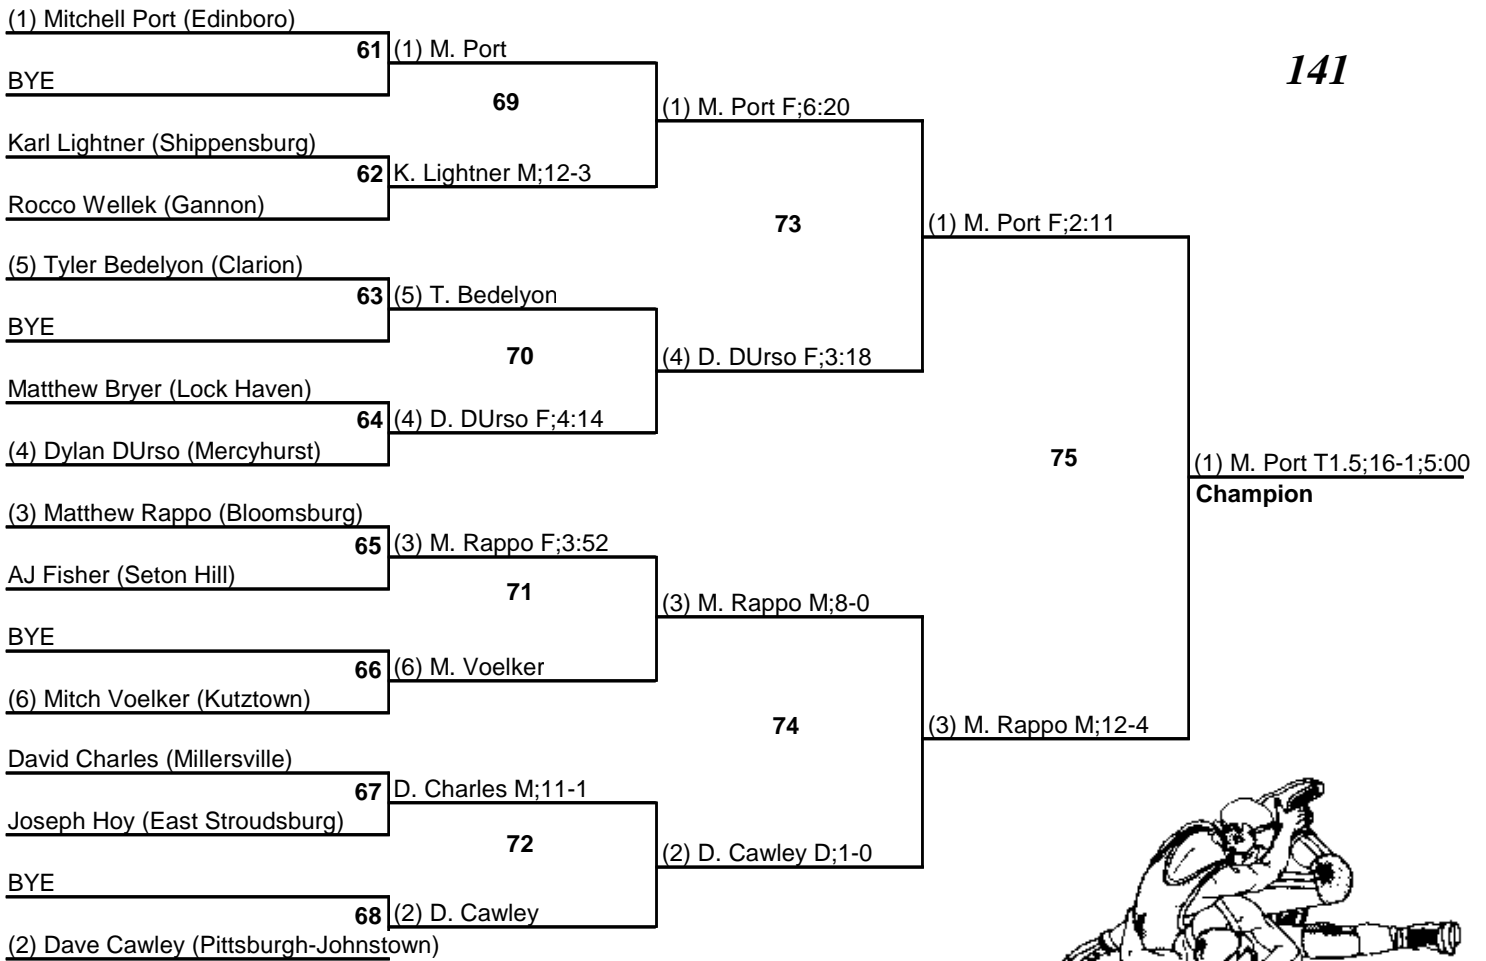 (1) Mitchell Port (Edinboro)
61 (1) M. Port
141
BYE
69
(1) M. Port F;6:20
Karl Lightner (Shippensburg)
62 K. Lightner M;12-3
Rocco Wellek (Gannon)
73
(1) M. Port F;2:11
(5) Tyler Bedelyon (Clarion)
63 (5) T. Bedelyon
BYE
70
(4) D. DUrso F;3:18
Matthew Bryer (Lock Haven)
64 (4) D. DUrso F;4:14
(4) Dylan DUrso (Mercyhurst)
75
(1) M. Port T1.5;16-1;5:00
Champion
(3) Matthew Rappo (Bloomsburg)
65 (3) M. Rappo F;3:52
AJ Fisher (Seton Hill)
71
(3) M. Rappo M;8-0
BYE
66 (6) M. Voelker
(6) Mitch Voelker (Kutztown)
74
(3) M. Rappo M;12-4
David Charles (Millersville)
67 D. Charles M;11-1
Joseph Hoy (East Stroudsburg)
72
(2) D. Cawley D;1-0
BYE
68 (2) D. Cawley
(2) Dave Cawley (Pittsburgh-Johnstown)